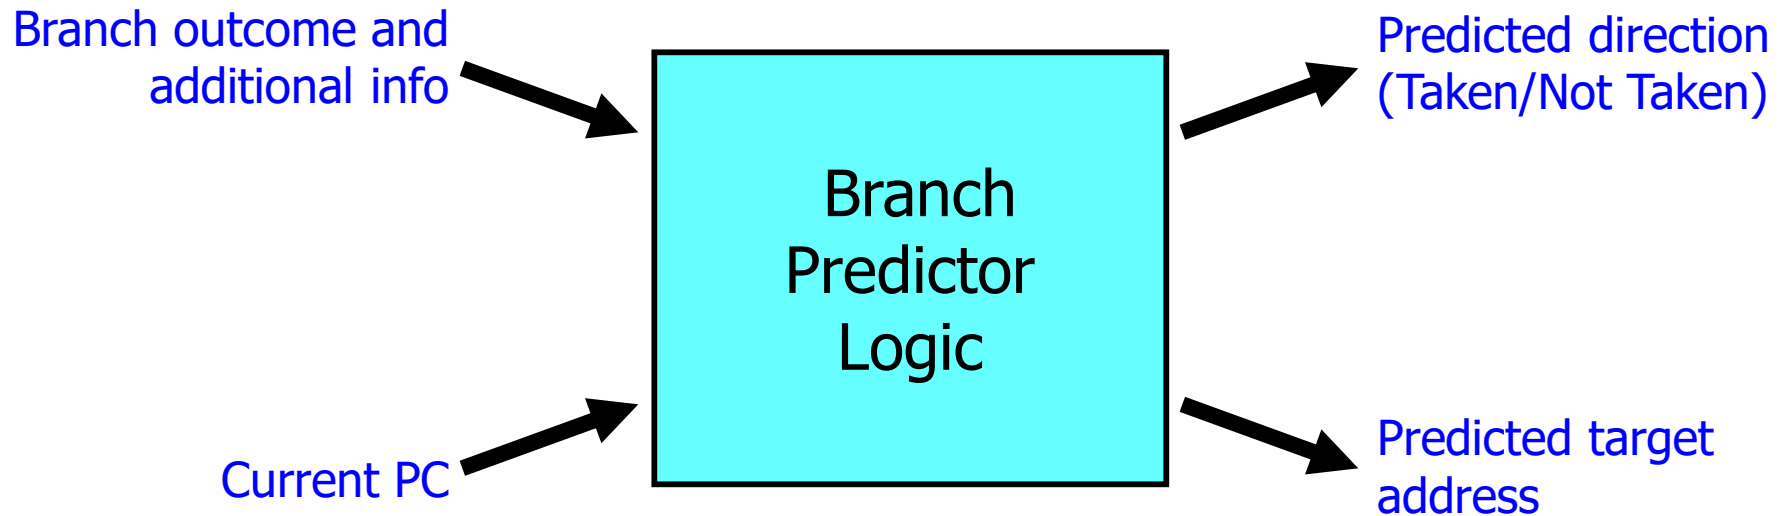 Branch outcome and
additional info
Current PC
Branch
Predictor
Logic
Predicted direction
(Taken/Not Taken)
Predicted target
address